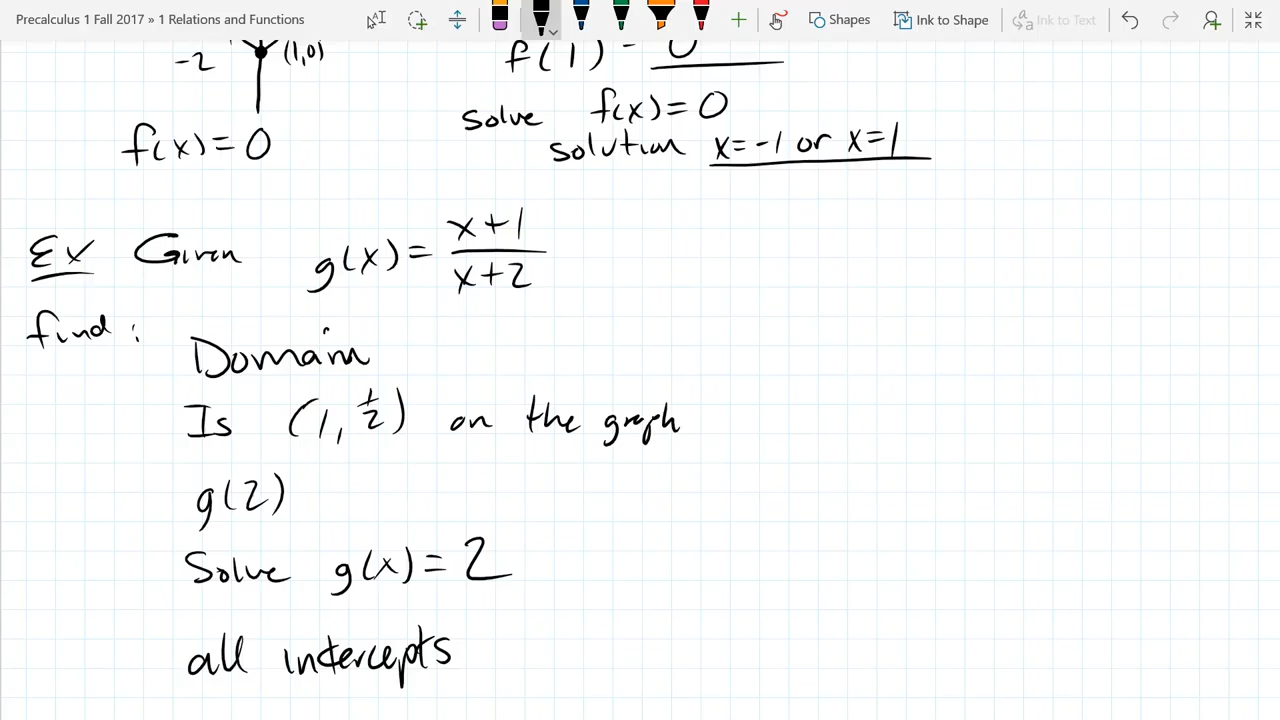 Precalculus 1 Fall 2017 » 1 Relations and Functions
Shapes
Ink to Shape
Ink to Text
-2 (1,0)
f(1) = 0
solve f(x)=0
f(x)=0
solution x=-1 or x=1
Ex Given g(x)= x+1
x+2
find:
Domain
Is (1, 1/2) on the graph
g(2)
Solve g(x)=2
all intercepts